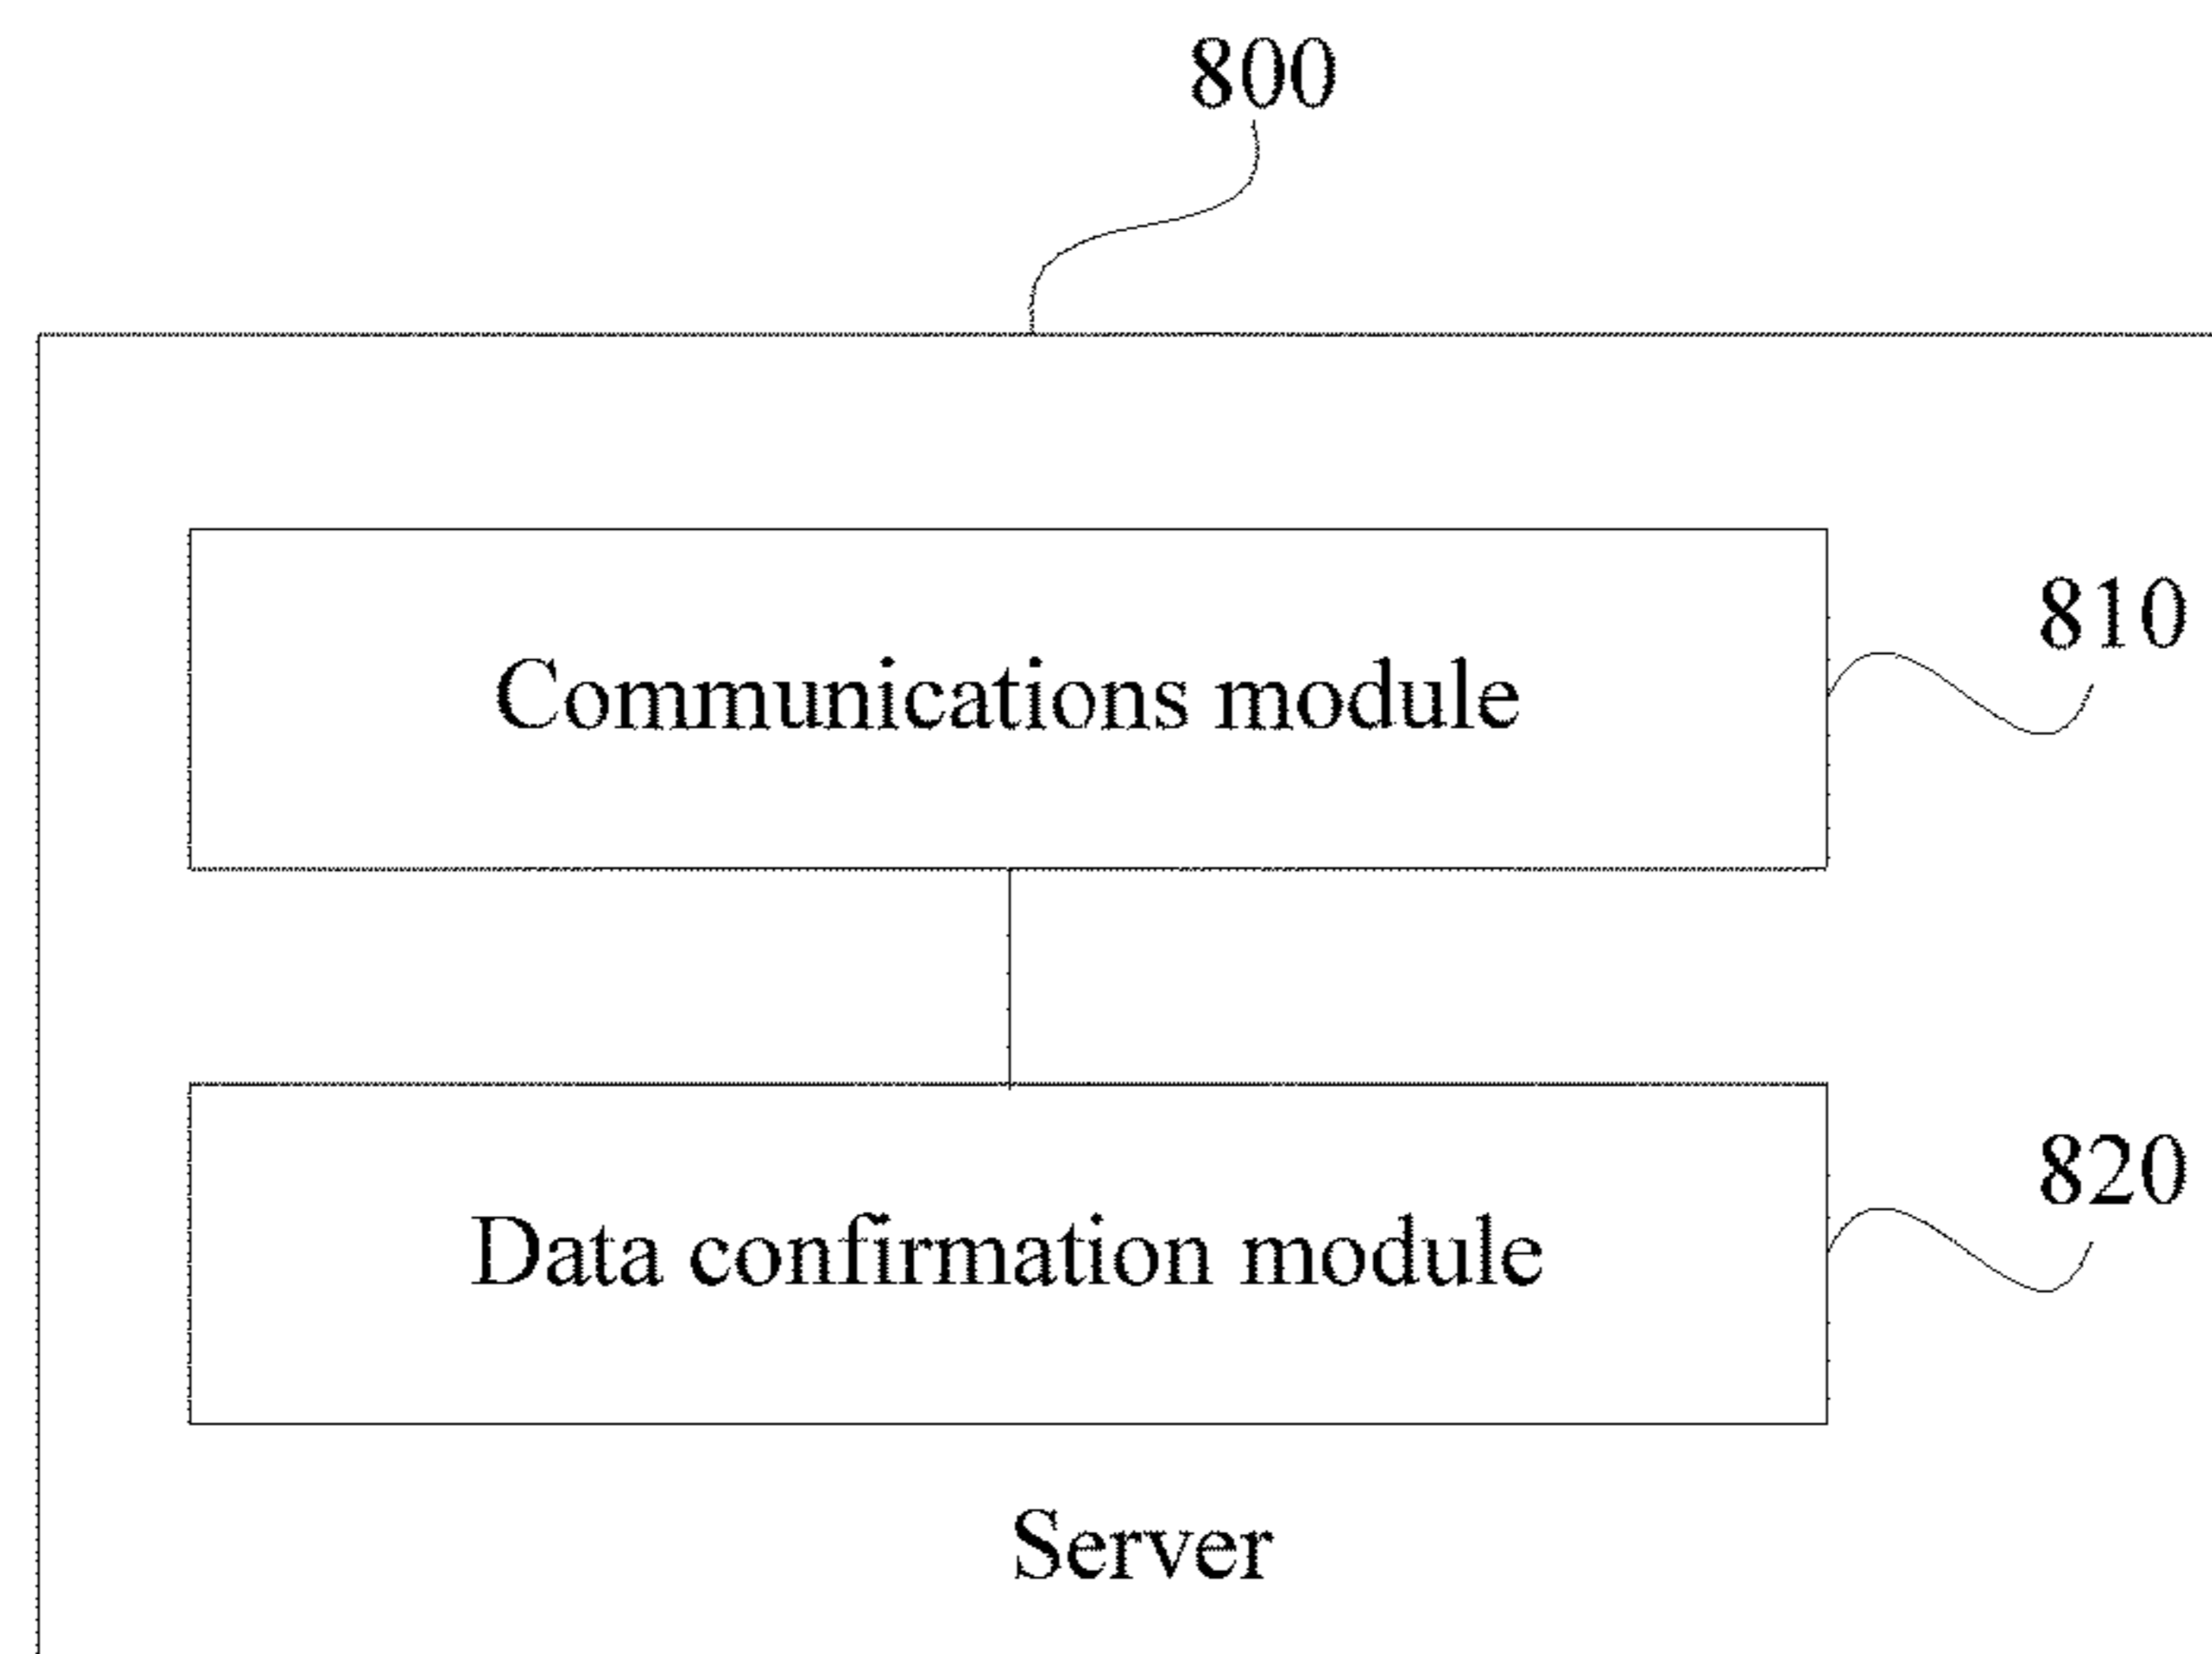 800
810
Communications module
820
Data confirmation module
Server